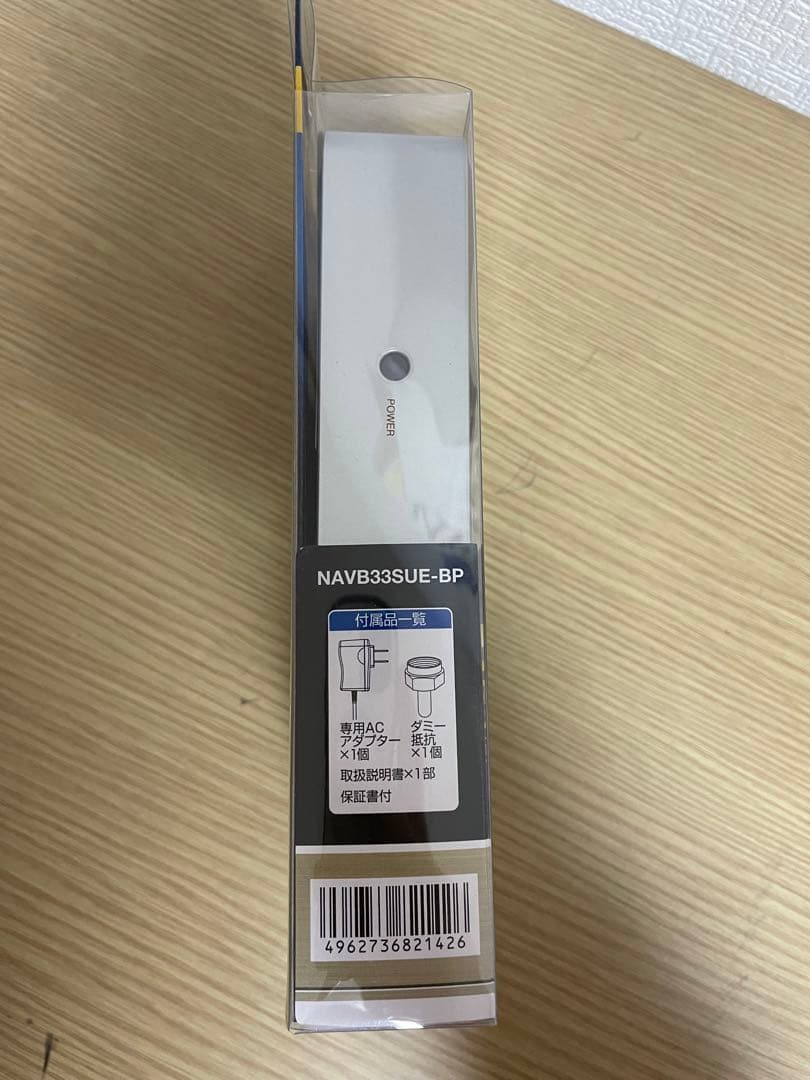 POWER
NAVB33SUE-BP
付属品一覧
専用AC
アダプター
×1個
ダミー
抵抗
×1個
取扱説明書×1部
保証書付
4962736821426